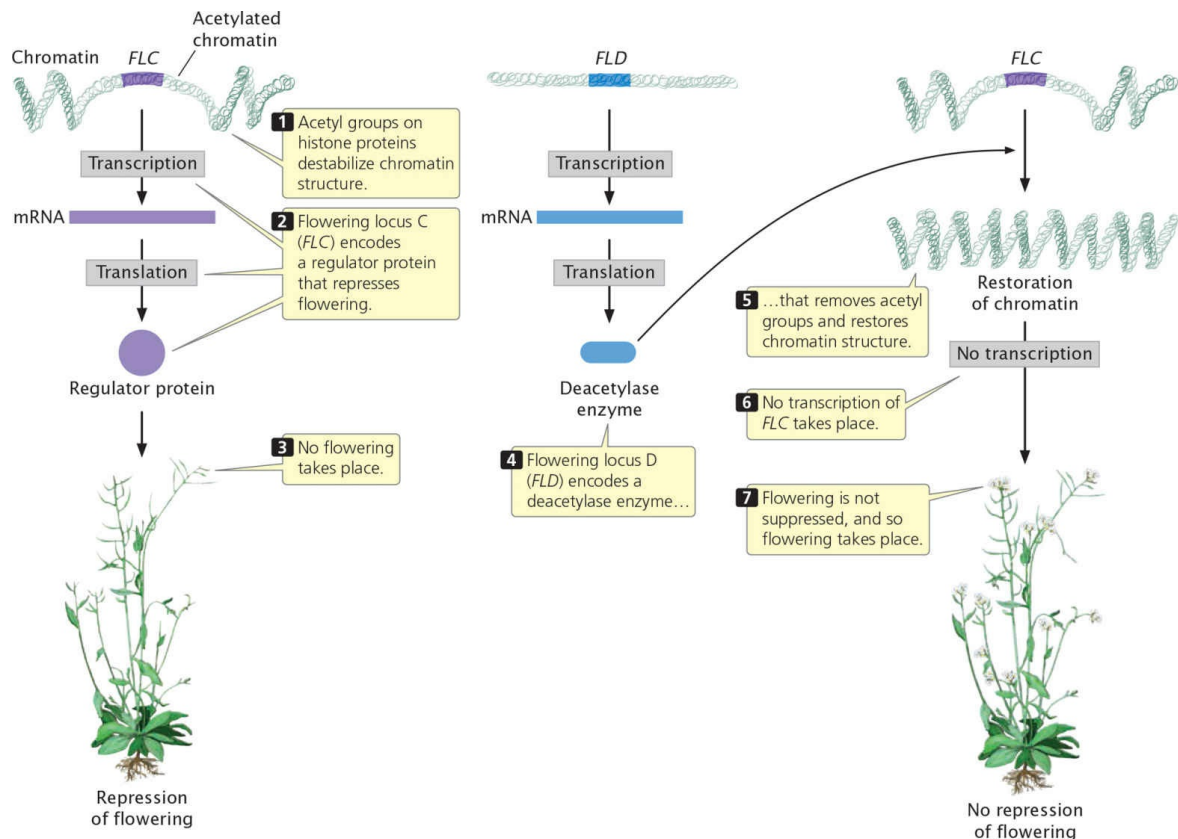 Acetylated
chromatin
Chromatin
FLC
1 Acetyl groups on
histone proteins
destabilize chromatin
structure.
Transcription
mRNA
2 Flowering locus C
(FLC) encodes
a regulator protein
that represses
flowering.
Translation
Regulator protein
3 No flowering
takes place.
Repression
of flowering
FLD
Transcription
mRNA
Translation
Deacetylase
enzyme
4 Flowering locus D
(FLD) encodes a
deacetylase enzyme…
FLC
Restoration
of chromatin
5 …that removes acetyl
groups and restores
chromatin structure.
No transcription
6 No transcription of
FLC takes place.
7 Flowering is not
suppressed, and so
flowering takes place.
No repression
of flowering